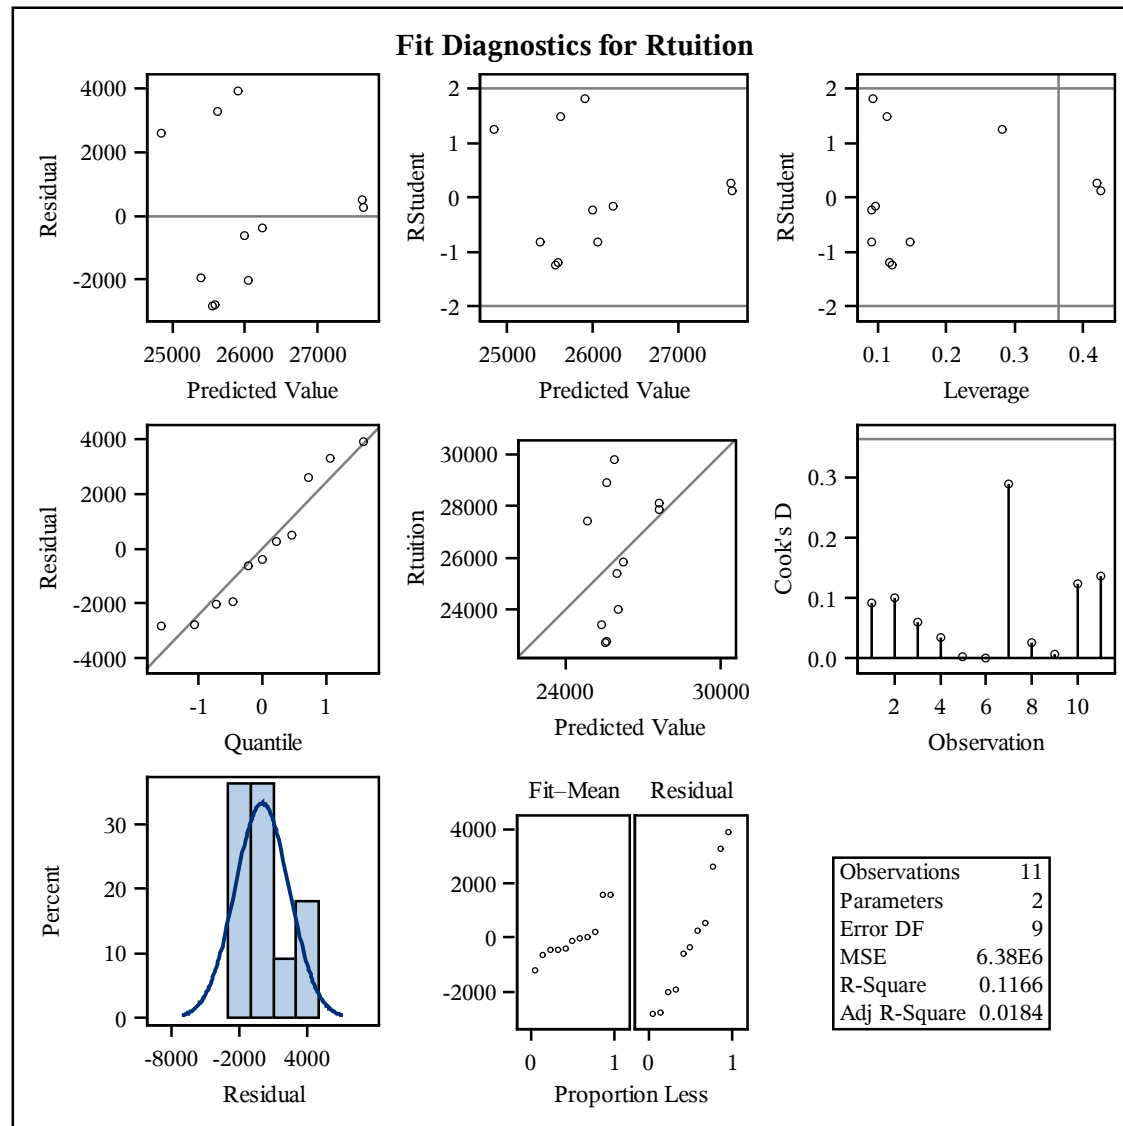 Fit Diagnostics for Rtuition
4000
2000
0
-2000
Residual
25000 26000 27000
Predicted Value
2
1
0
-1
-2
RStudent
25000 26000 27000
Predicted Value
2
1
0
-1
-2
RStudent
0.1 0.2 0.3 0.4
Leverage
4000
2000
0
-2000
-4000
Residual
-1 0 1
Quantile
30000
28000
26000
24000
Rtuition
24000 30000
Predicted Value
0.3
0.2
0.1
0.0
Cook's D
2 4 6 8 10
Observation
30
20
10
0
Percent
-8000 -2000 4000
Residual
Fit–Mean Residual
4000
2000
0
-2000
0 1 0 1
Proportion Less
Observations 11
Parameters 2
Error DF 9
MSE 6.38E6
R-Square 0.1166
Adj R-Square 0.0184